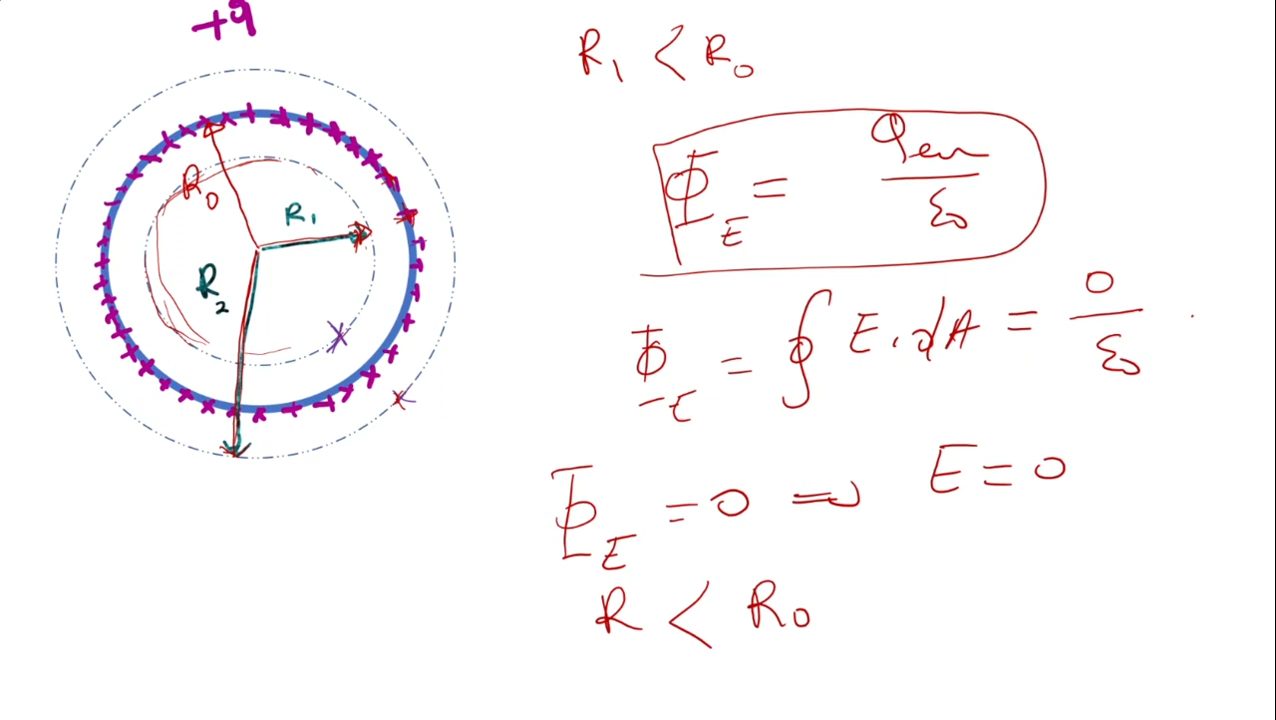 +q
R₀
R₁
R₂
R₁ < R₀
Φ_E = Q_en / ε₀
Φ_E = ∮ E · dA = 0 / ε₀
Φ_E = 0 ⇒ E = 0
R < R₀